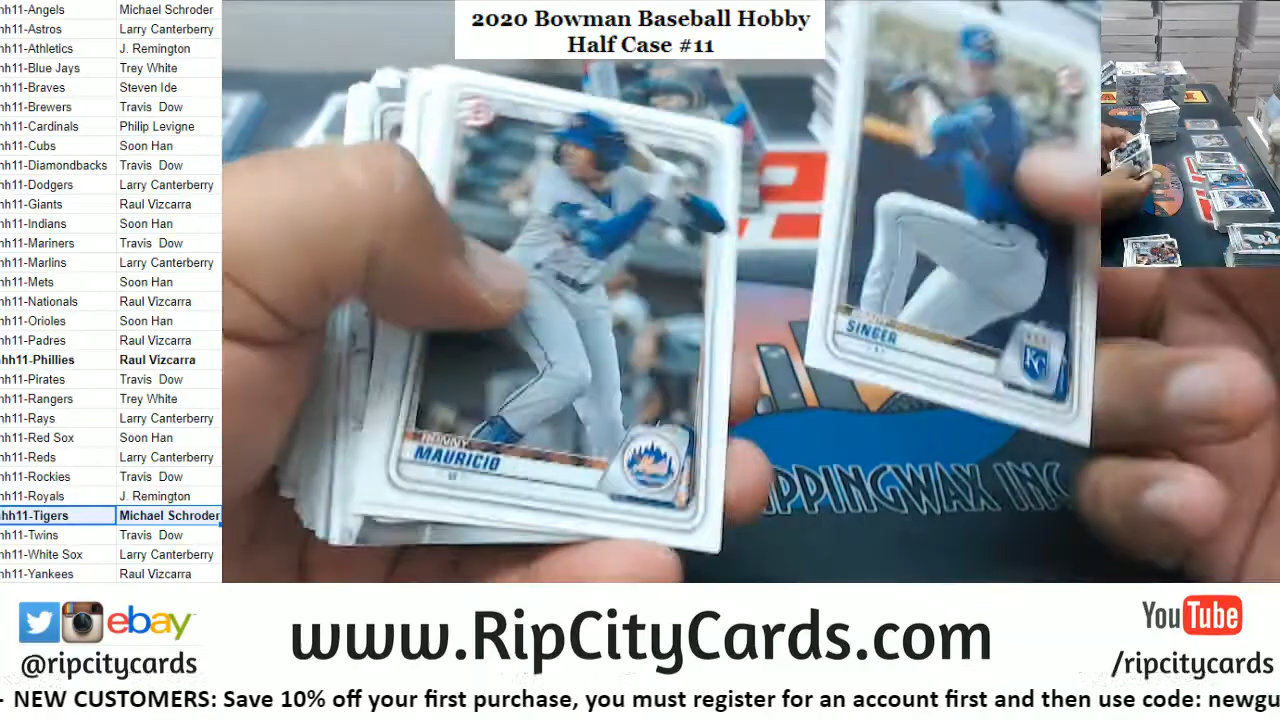 2020 Bowman Baseball Hobby
Half Case #11
hh11-Angels Michael Schroder
hh11-Astros Larry Canterberry
hh11-Athletics J. Remington
hh11-Blue Jays Trey White
hh11-Braves Steven Ide
hh11-Brewers Travis Dow
hh11-Cardinals Philip Levigne
hh11-Cubs Soon Han
hh11-Diamondbacks Travis Dow
hh11-Dodgers Larry Canterberry
hh11-Giants Raul Vizcarra
hh11-Indians Soon Han
hh11-Mariners Travis Dow
hh11-Marlins Larry Canterberry
hh11-Mets Soon Han
hh11-Nationals Raul Vizcarra
hh11-Orioles Soon Han
hh11-Padres Raul Vizcarra
hh11-Phillies Raul Vizcarra
hh11-Pirates Travis Dow
hh11-Rangers Trey White
hh11-Rays Larry Canterberry
hh11-Red Sox Soon Han
hh11-Reds Larry Canterberry
hh11-Rockies Travis Dow
hh11-Royals J. Remington
hh11-Tigers Michael Schroder
hh11-Twins Travis Dow
hh11-White Sox Larry Canterberry
hh11-Yankees Raul Vizcarra
SINGER
KC
RONNY
MAURICIO
IPPINGWAX INC
ebay
@ripcitycards
www.RipCityCards.com
YouTube
/ripcitycards
- NEW CUSTOMERS: Save 10% off your first purchase, you must register for an account first and then use code: newgu